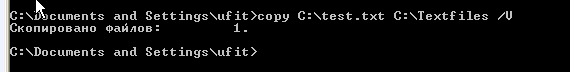 C:\Documents and Settings\ufit>copy C:\test.txt C:\Textfiles /V
Скопировано файлов:         1.
C:\Documents and Settings\ufit>